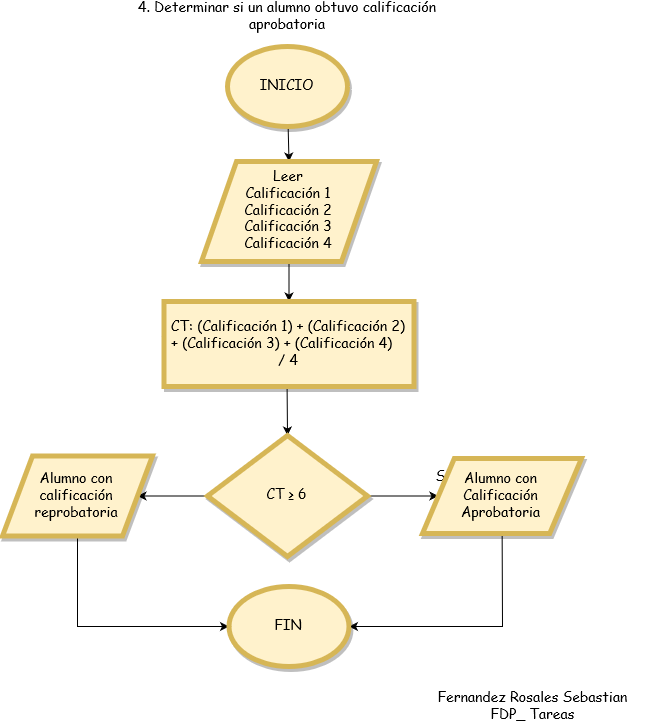 4. Determinar si un alumno obtuvo calificación
aprobatoria
INICIO
Leer
Calificación 1
Calificación 2
Calificación 3
Calificación 4
CT: (Calificación 1) + (Calificación 2)
+ (Calificación 3) + (Calificación 4)
/ 4
CT ≥ 6
Alumno con
calificación
reprobatoria
Alumno con
Calificación
Aprobatoria
FIN
Fernandez Rosales Sebastian
FDP_ Tareas